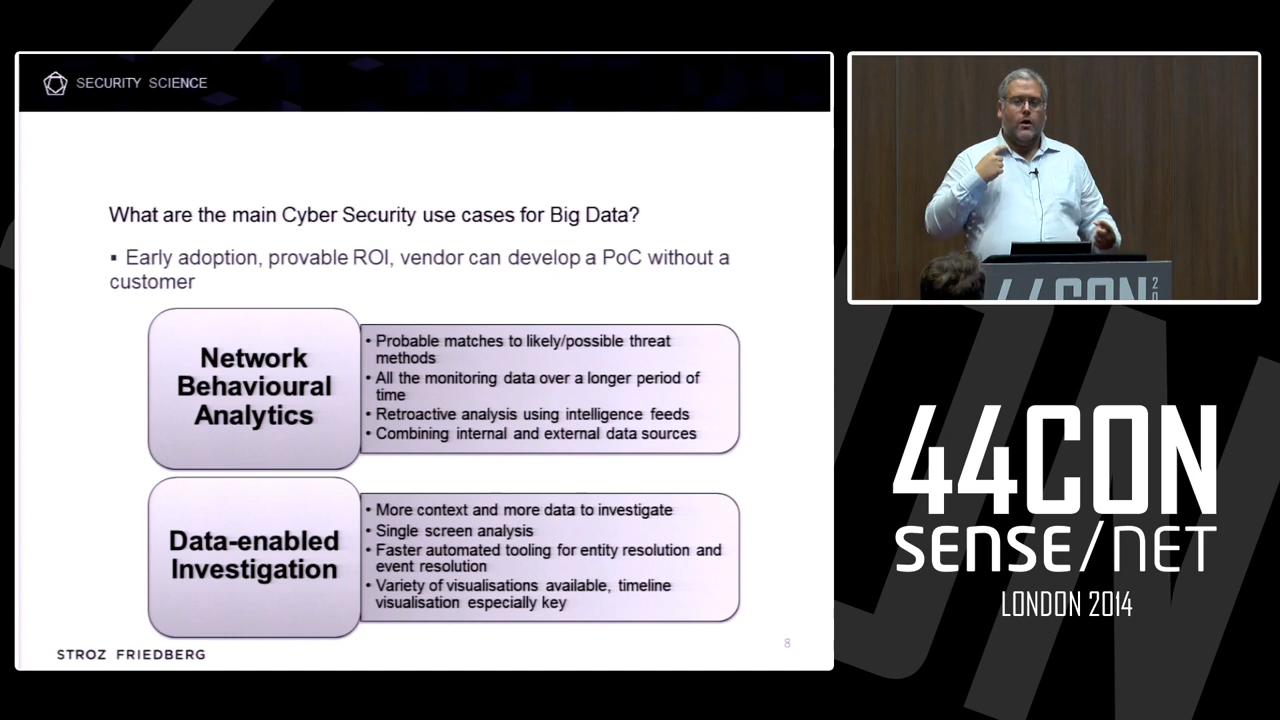 SECURITY SCIENCE
What are the main Cyber Security use cases for Big Data?
▪ Early adoption, provable ROI, vendor can develop a PoC without a
customer
Network
Behavioural
Analytics
• Probable matches to likely/possible threat
methods
• All the monitoring data over a longer period of
time
• Retroactive analysis using intelligence feeds
• Combining internal and external data sources
Data-enabled
Investigation
• More context and more data to investigate
• Single screen analysis
• Faster automated tooling for entity resolution and
event resolution
• Variety of visualisations available, timeline
visualisation especially key
STROZ FRIEDBERG
8
44CON
20
44CON
SENSE/NET
LONDON 2014